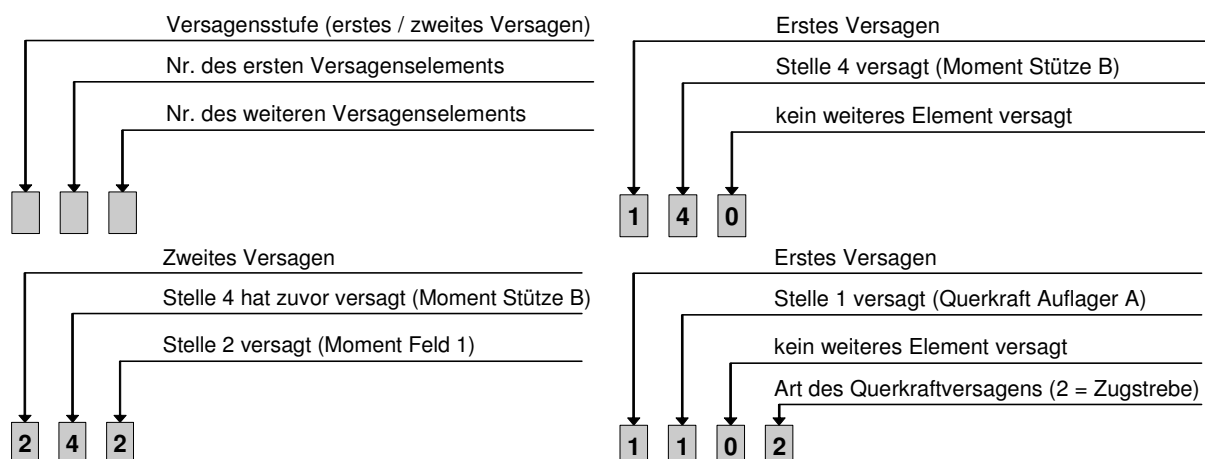 Versagensstufe (erstes / zweites Versagen)
Nr. des ersten Versagenselements
Nr. des weiteren Versagenselements
Erstes Versagen
Stelle 4 versagt (Moment Stütze B)
kein weiteres Element versagt
1 4 0
Zweites Versagen
Stelle 4 hat zuvor versagt (Moment Stütze B)
Stelle 2 versagt (Moment Feld 1)
2 4 2
Erstes Versagen
Stelle 1 versagt (Querkraft Auflager A)
kein weiteres Element versagt
Art des Querkraftversagens (2 = Zugstrebe)
1 1 0 2